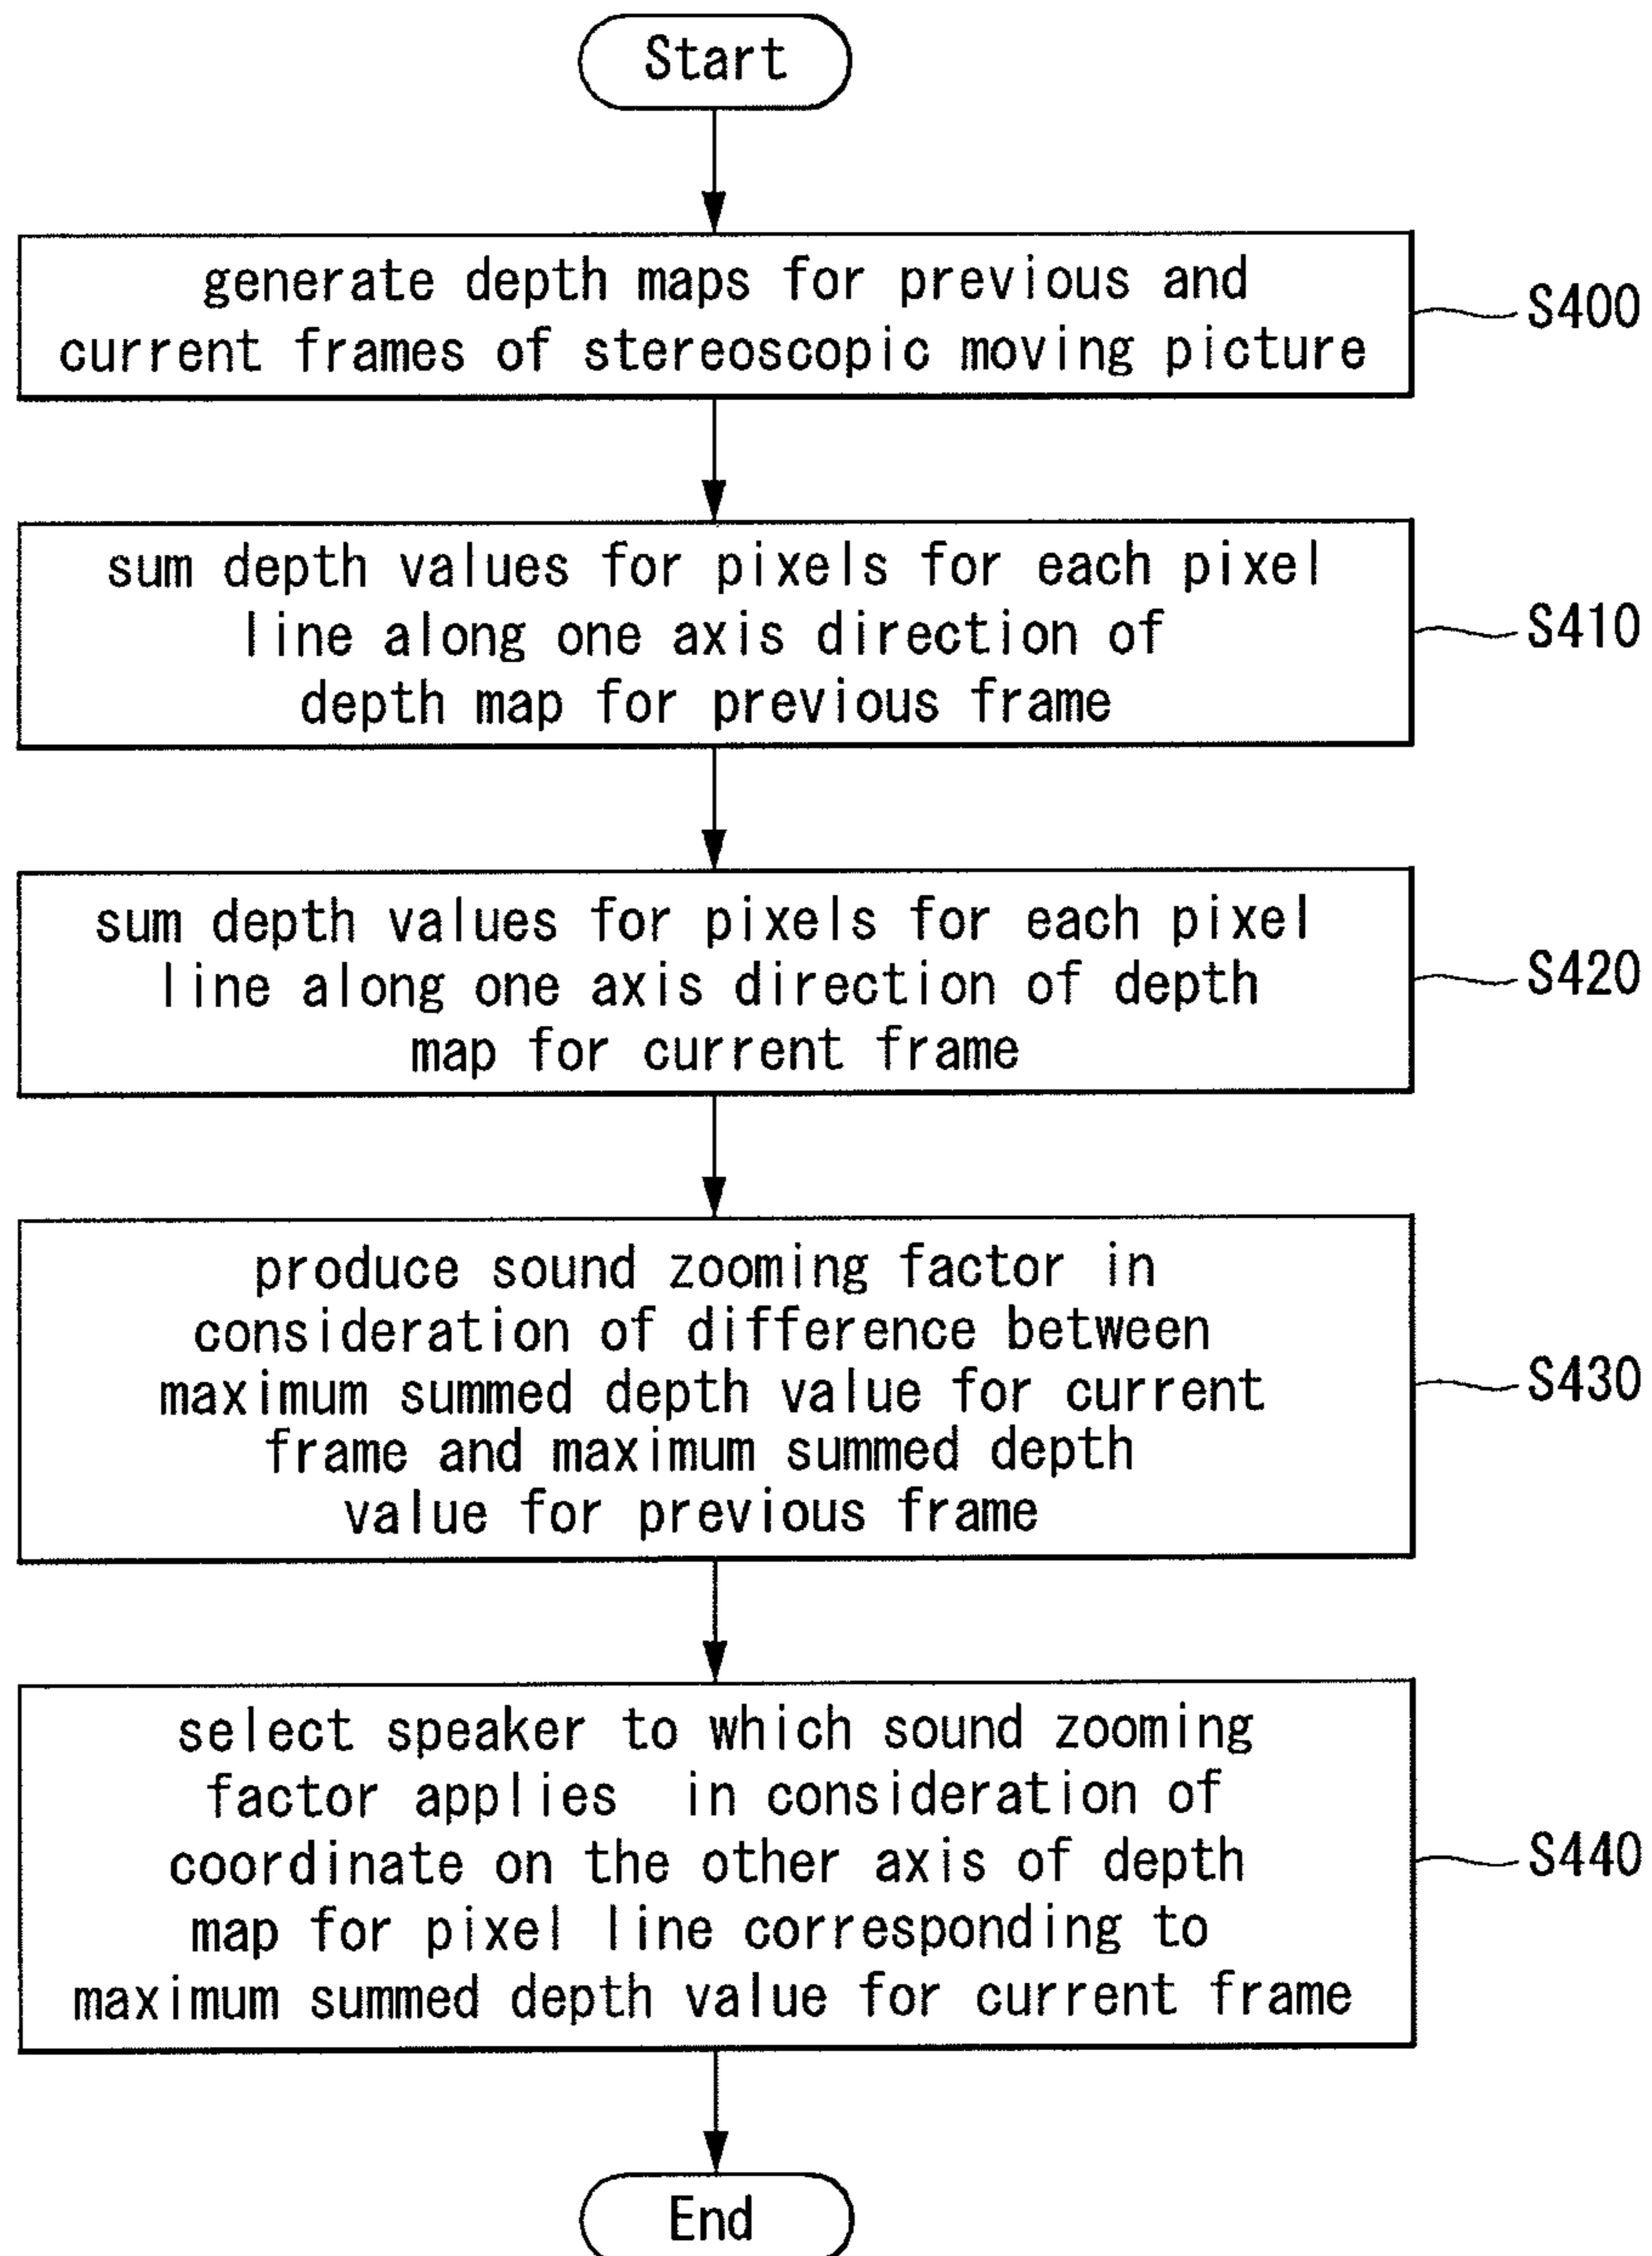 Start
generate depth maps for previous and
current frames of stereoscopic moving picture
S400
sum depth values for pixels for each pixel
line along one axis direction of
depth map for previous frame
S410
sum depth values for pixels for each pixel
line along one axis direction of depth
map for current frame
S420
produce sound zooming factor in
consideration of difference between
maximum summed depth value for current
frame and maximum summed depth
value for previous frame
S430
select speaker to which sound zooming
factor applies in consideration of
coordinate on the other axis of depth
map for pixel line corresponding to
maximum summed depth value for current frame
S440
End